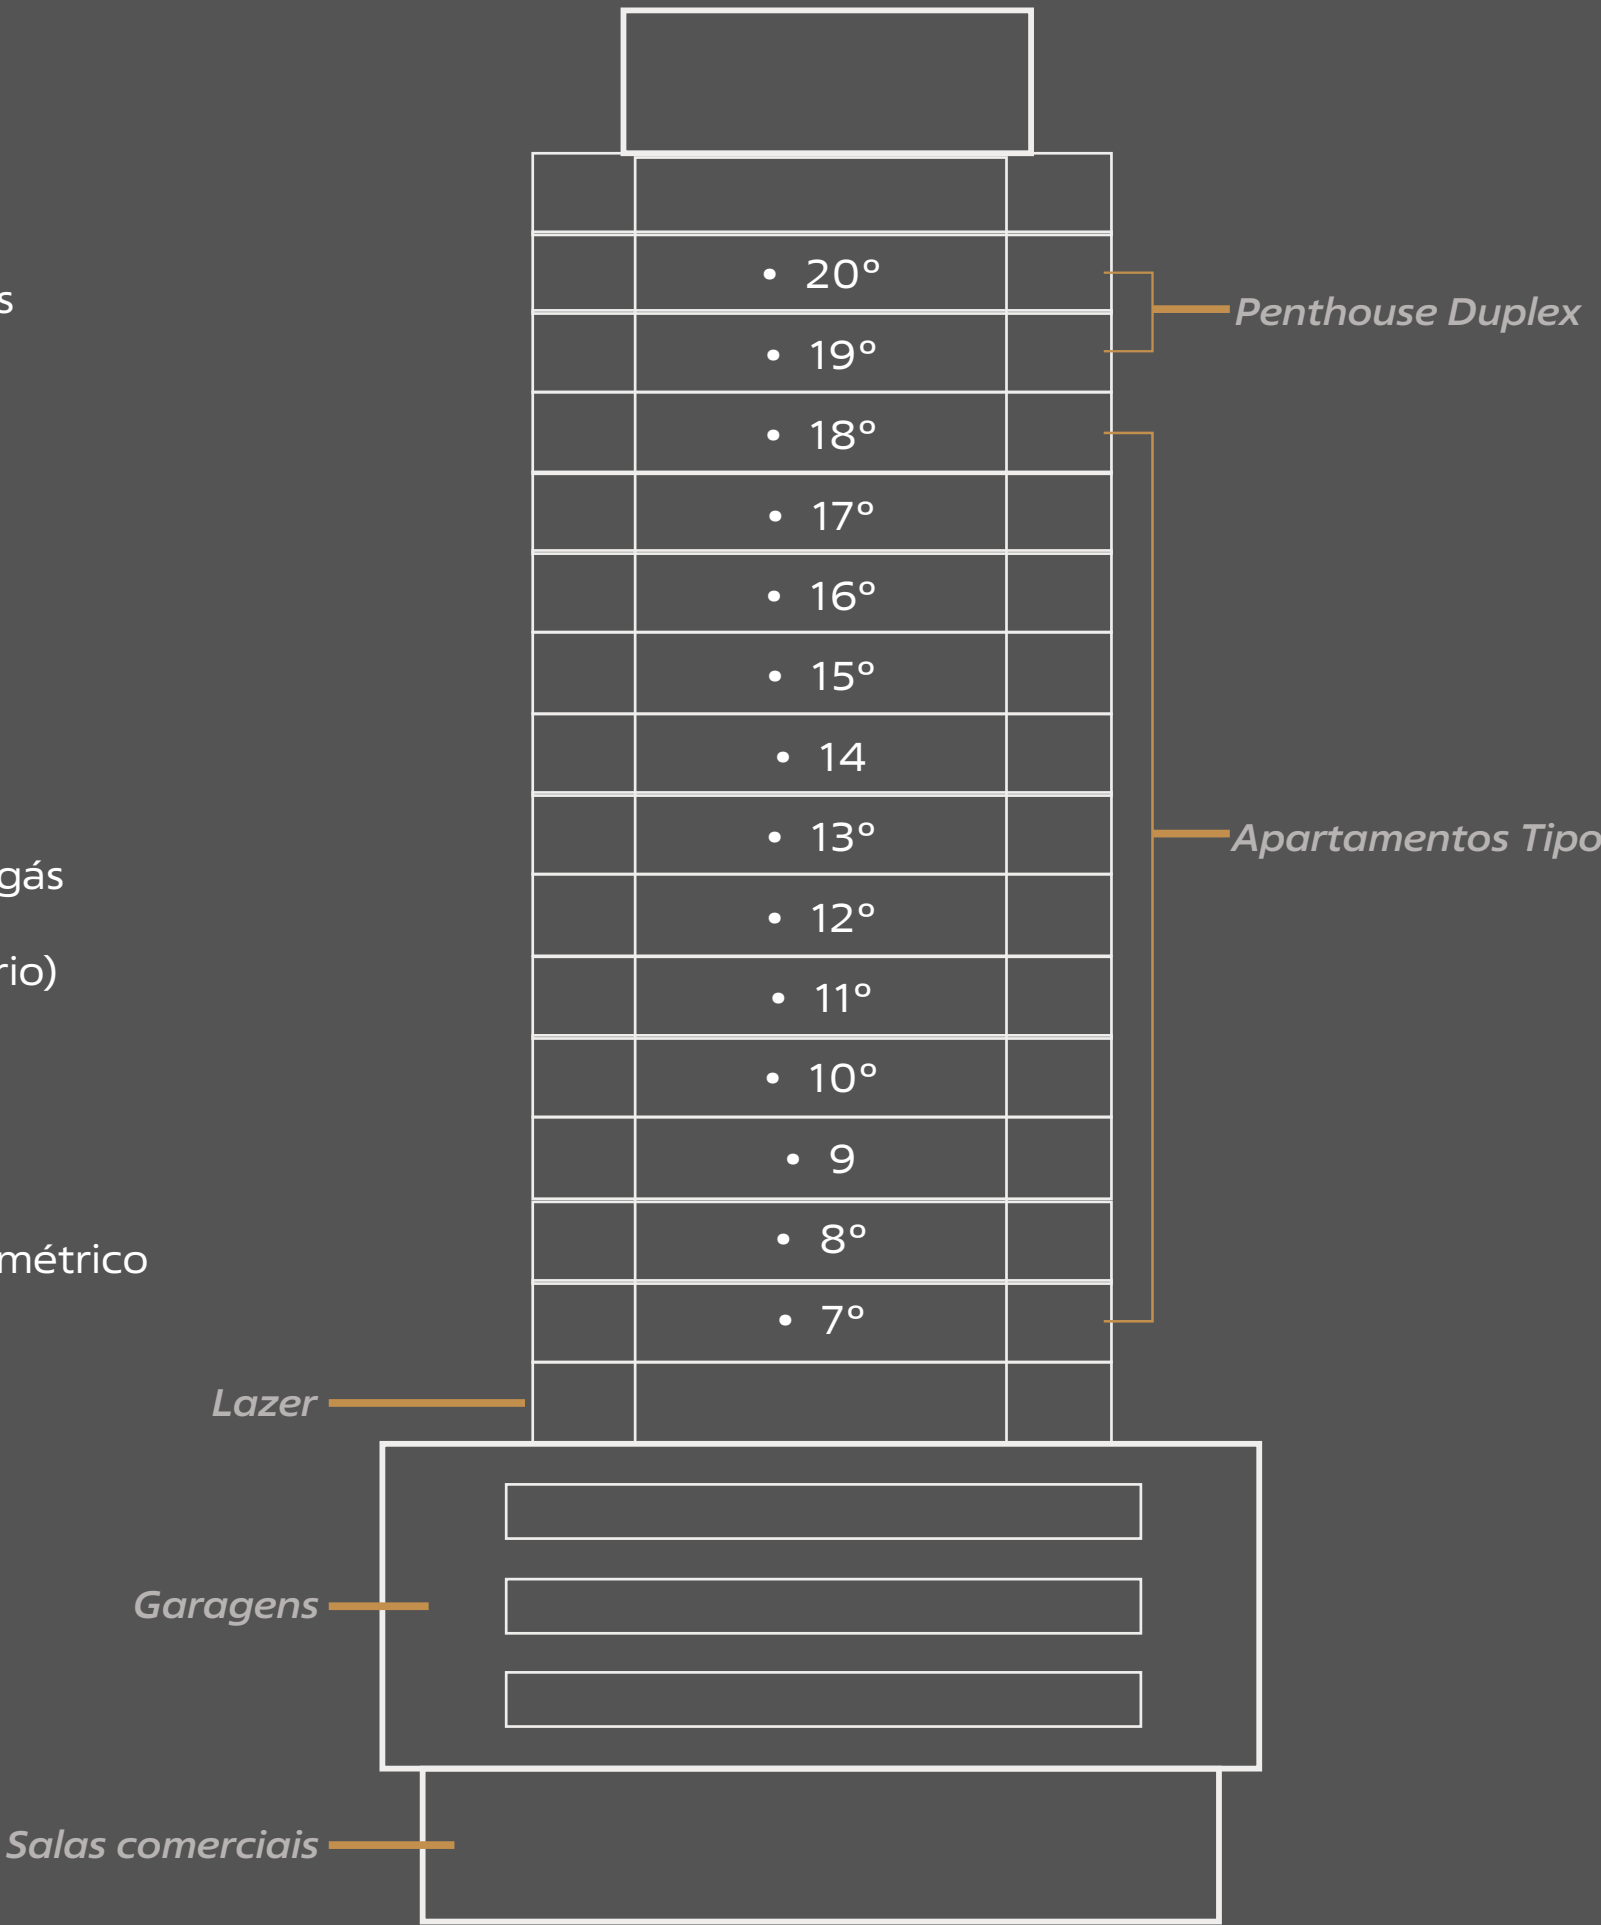 • 20°
s
Penthouse Duplex
• 19°
• 18°
• 17°
• 16°
• 15°
• 14
• 13°
Apartamentos Tipo
gás
• 12°
rio)
• 11°
• 10°
• 9
• 8°
métrico
• 7°
Lazer
Garagens
Salas comerciais